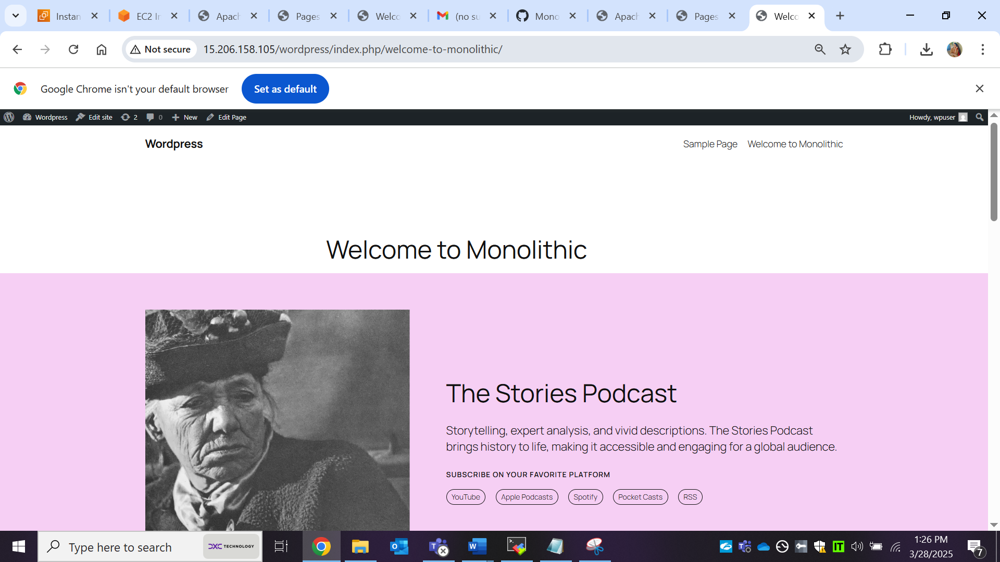 Instan
EC2 In
Apach
Pages
Welco
(no su
Mono
Apach
Pages
Welco
Not secure
15.206.158.105/wordpress/index.php/welcome-to-monolithic/
Google Chrome isn't your default browser
Set as default
Wordpress
Edit site
2
0
New
Edit Page
Howdy, wpuser
Wordpress
Sample Page
Welcome to Monolithic
Welcome to Monolithic
The Stories Podcast
Storytelling, expert analysis, and vivid descriptions. The Stories Podcast
brings history to life, making it accessible and engaging for a global audience.
SUBSCRIBE ON YOUR FAVORITE PLATFORM
YouTube
Apple Podcasts
Spotify
Pocket Casts
RSS
Type here to search
DXC TECHNOLOGY
1:26 PM
3/28/2025
7